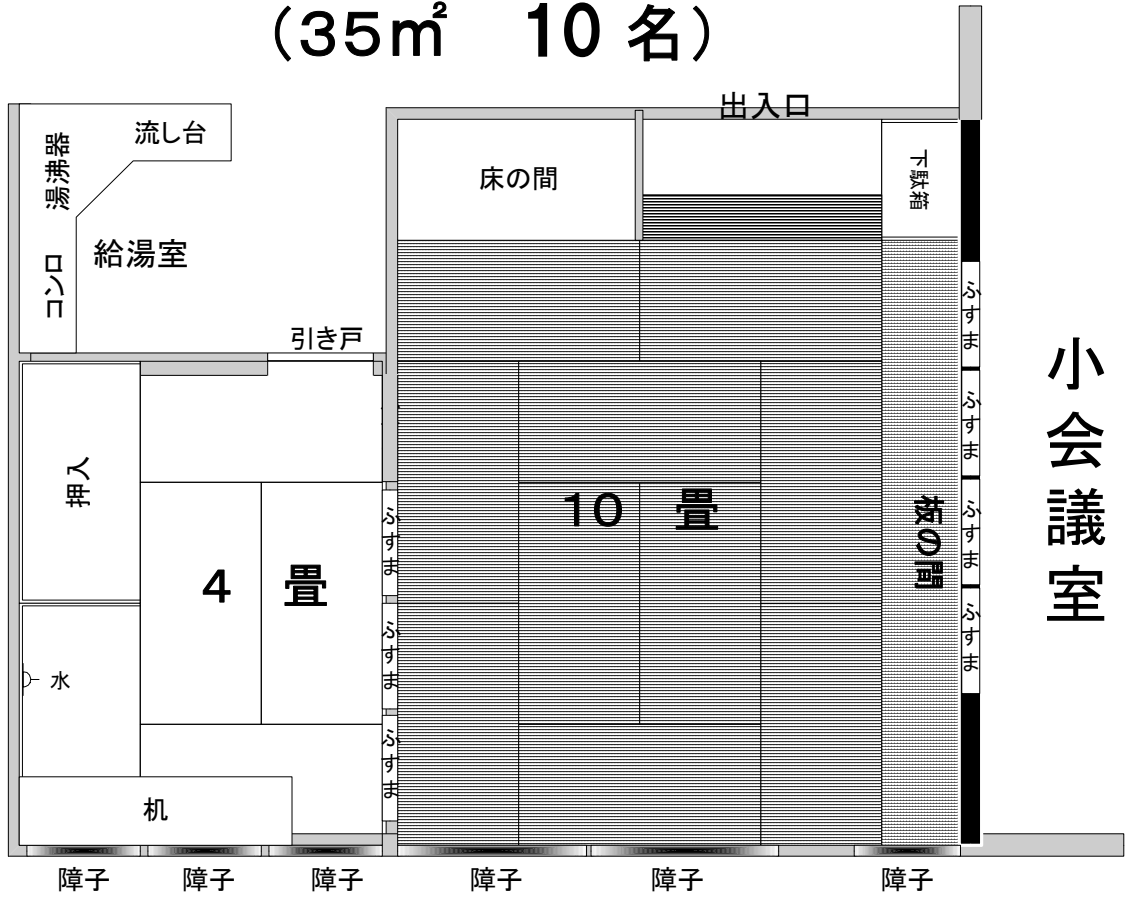 (35㎡　10 名)
出入口
流し台
湯沸器
コンロ
給湯室
引き戸
床の間
下駄箱
押入
水
机
4　畳
10　畳
板の間
ふすま
ふすま
ふすま
ふすま
ふすま
ふすま
ふすま
小会議室
障子
障子
障子
障子
障子
障子